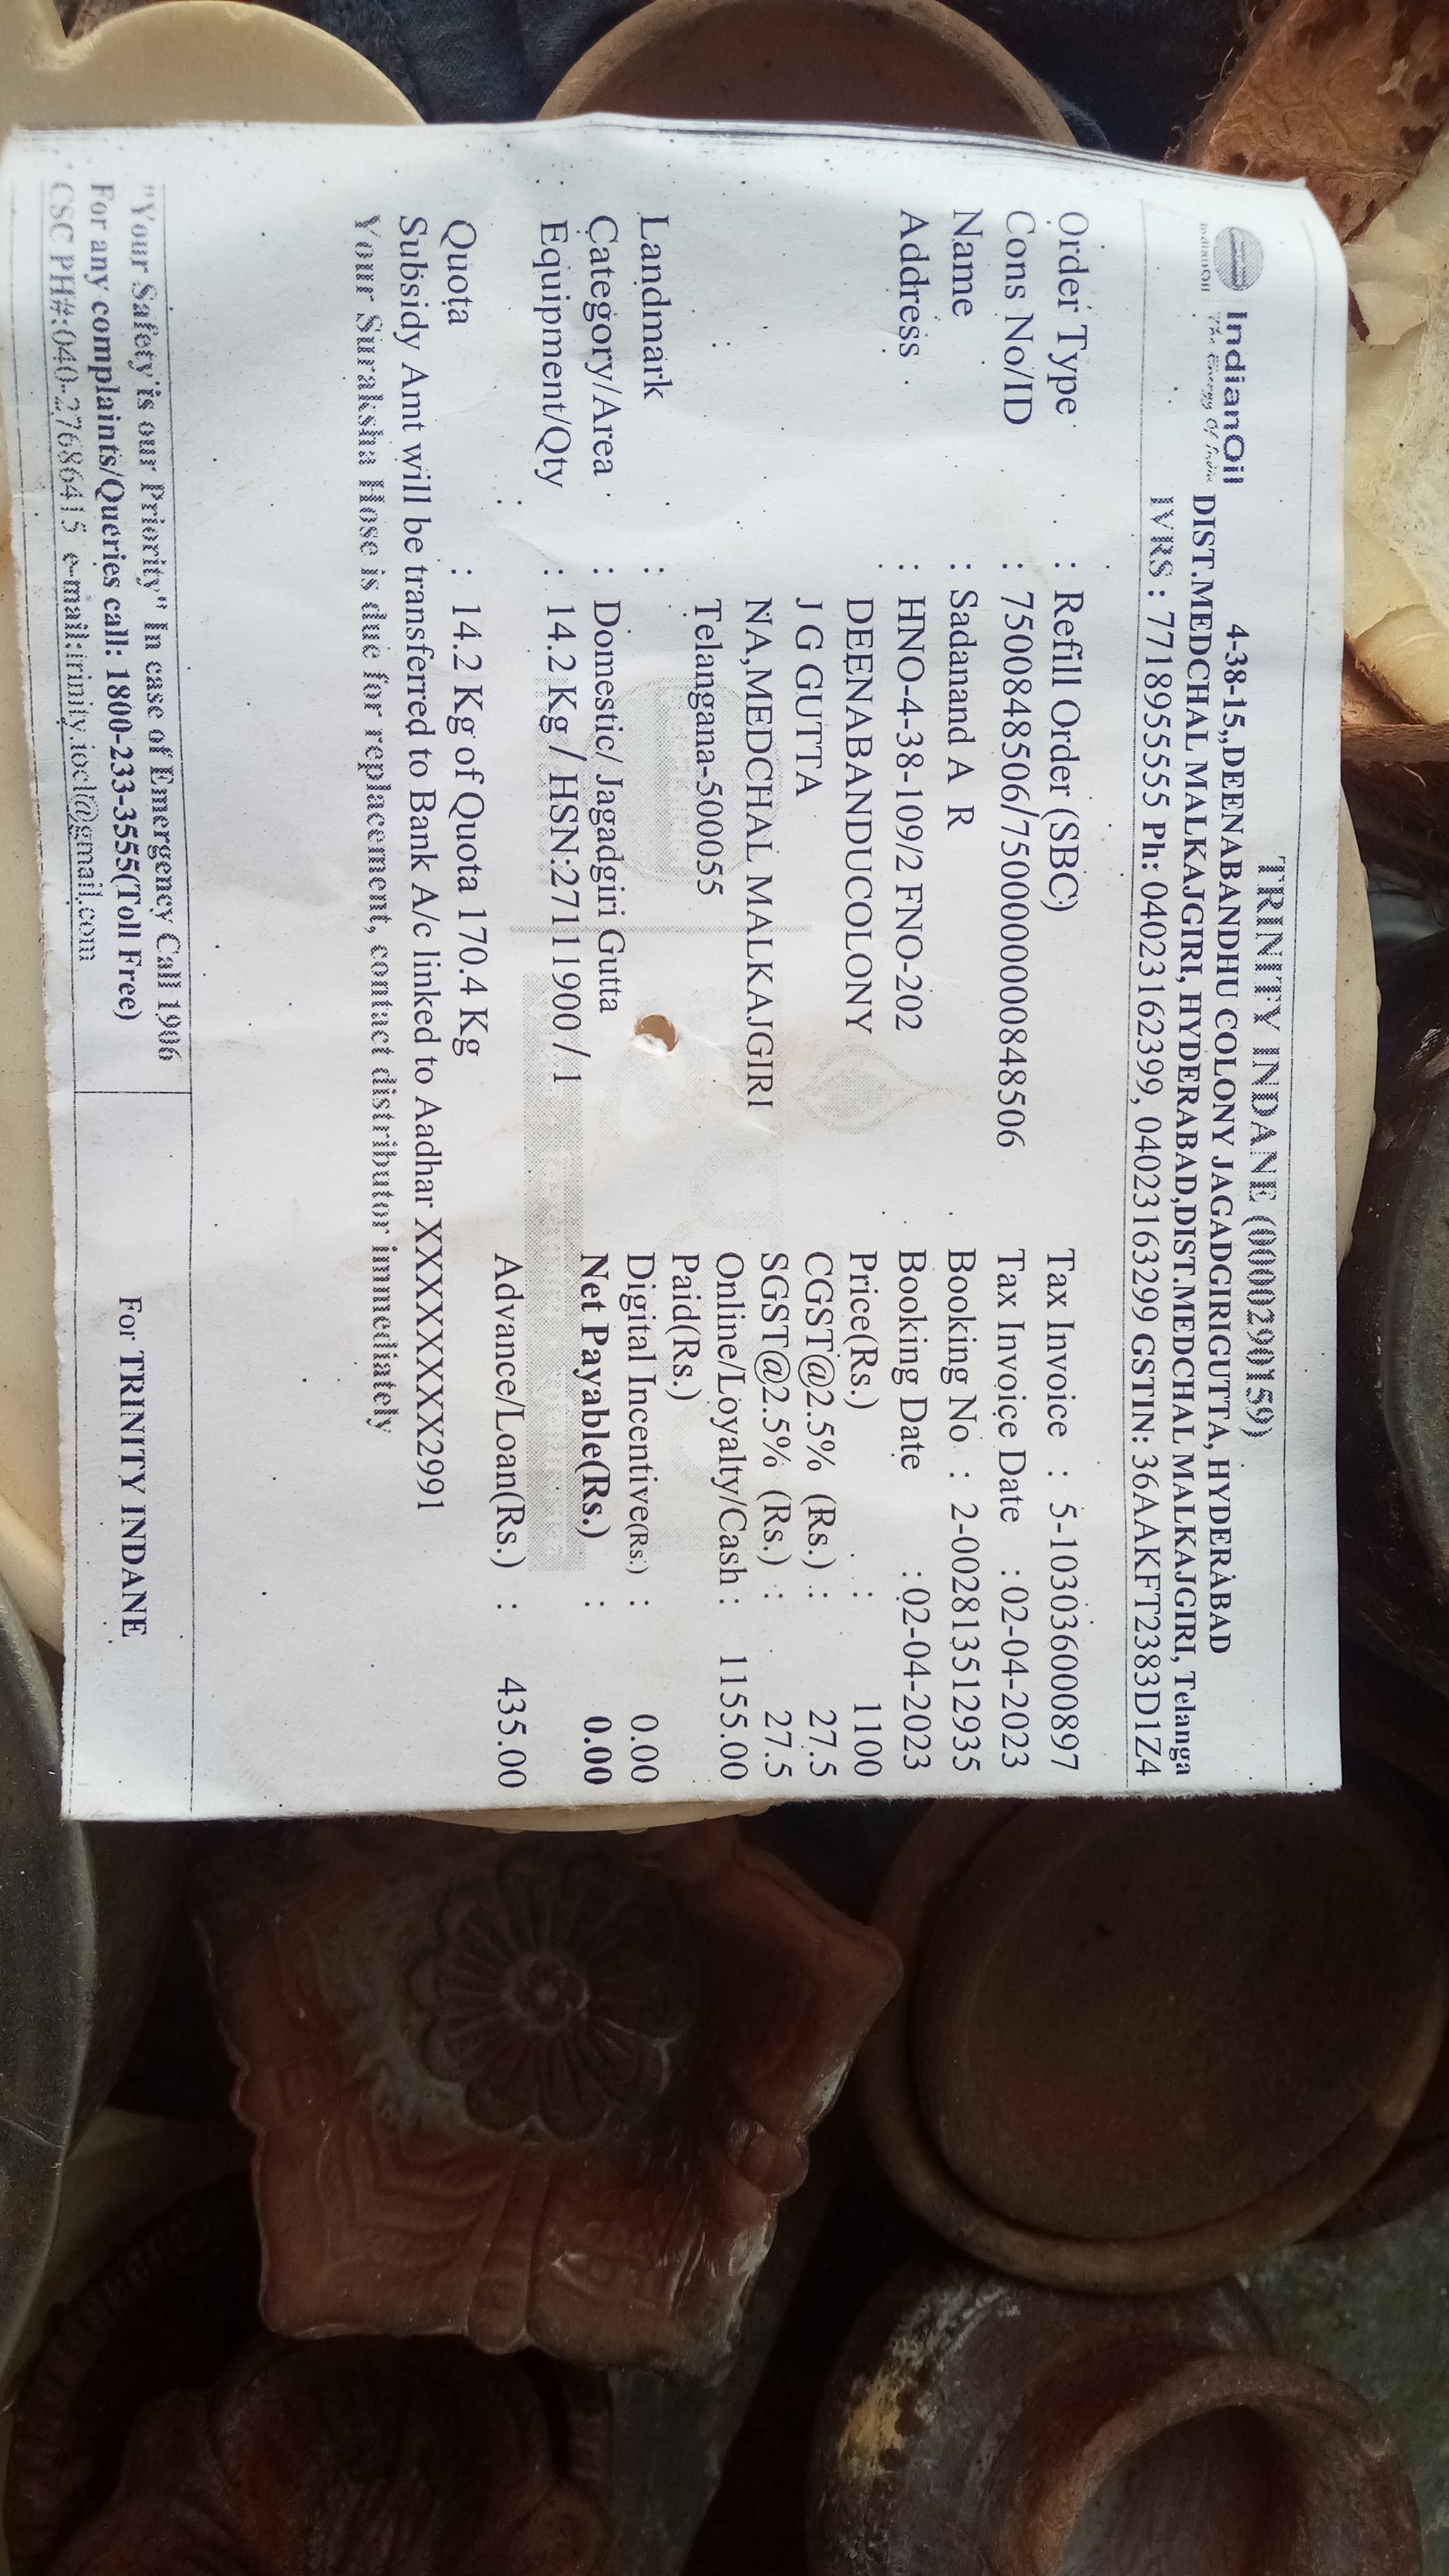 TRINITY INDANE (0000290159)
IndianOil
The Energy Of India
IndianOil
4-38-15,,DEENABANDHU COLONY JAGADGIRIGUTTA, HYDERABAD
DIST.MEDCHAL MALKAJGIRI, HYDERABAD,DIST.MEDCHAL MALKAJGIRI, Telanga
IVRS : 7718955555 Ph: 04023162399, 04023163299 GSTIN: 36AAKFT2383D1Z4
Order Type : Refill Order (SBC) Tax Invoice : 5-103036000897
Cons No/ID : 7500848506/7500000000848506 Tax Invoice Date : 02-04-2023
Name : Sadanand A R Booking No : 2-002813512935
Address : HNO-4-38-109/2 FNO-202 Booking Date : 02-04-2023
DEENABANDUCOLONY Price(Rs.) : 1100
J G GUTTA CGST@2.5% (Rs.) : 27.5
NA,MEDCHAL MALKAJGIRI SGST@2.5% (Rs.) : 27.5
Telangana-500055 Online/Loyalty/Cash : 1155.00
Paid(Rs.)
Landmark : Digital Incentive(Rs.) : 0.00
Category/Area : Domestic/ Jagadgiri Gutta Net Payable(Rs.) : 0.00
Equipment/Qty : 14.2 Kg / HSN:27111900 / 1
Advance/Loan(Rs.) : 435.00
Quota : 14.2 Kg of Quota 170.4 Kg
Subsidy Amt will be transferred to Bank A/c linked to Aadhar XXXXXXXX2991
Your Suraksha Hose is due for replacement, contact distributor immediately
"Your Safety is our Priority" In case of Emergency Call 1906
For any complaints/Queries call: 1800-233-3555(Toll Free)
CSC PH#:040-27686415 e-mail:trinity.iocl@gmail.com
For TRINITY INDANE